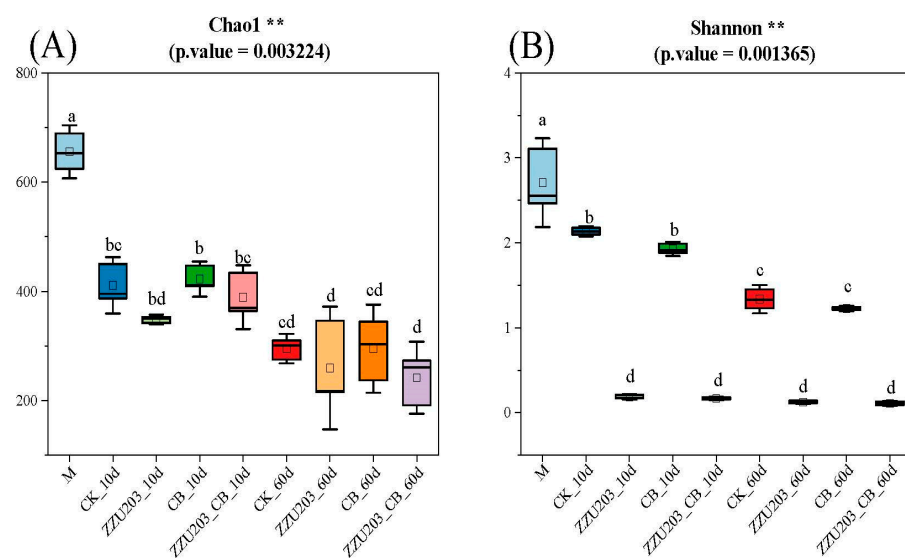 (A)
Chao1 **
(p.value = 0.003224)
800
600
400
200
a
bc
bd
b
bc
cd
d
cd
d
M
CK_10d
ZZU203_10d
CB_10d
ZZU203_CB_10d
CK_60d
ZZU203_60d
CB_60d
ZZU203_CB_60d
(B)
Shannon **
(p.value = 0.001365)
4
3
2
1
0
a
b
d
b
d
c
d
c
d
M
CK_10d
ZZU203_10d
CB_10d
ZZU203_CB_10d
CK_60d
ZZU203_60d
CB_60d
ZZU203_CB_60d